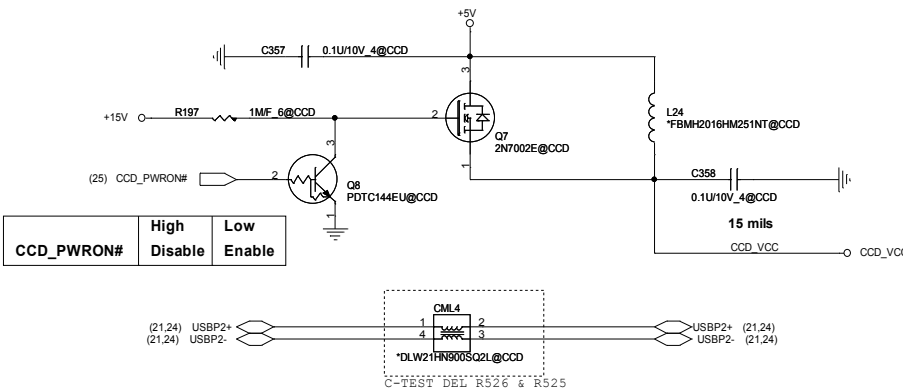 +5V
C357 0.1U/10V_4@CCD
3
+15V R197 1M/F_6@CCD
2
Q7
2N7002E@CCD
L24
*FBMH2016HM251NT@CCD
1
3
(25) CCD_PWRON# 2
Q8
PDTC144EU@CCD
1
C358
0.1U/10V_4@CCD
15 mils
CCD_VCC CCD_VCC
High Low
CCD_PWRON# Disable Enable
CML4
(21,24) USBP2+ 1 2 USBP2+ (21,24)
(21,24) USBP2- 4 3 USBP2- (21,24)
*DLW21HN900SQ2L@CCD
C-TEST DEL R526 & R525